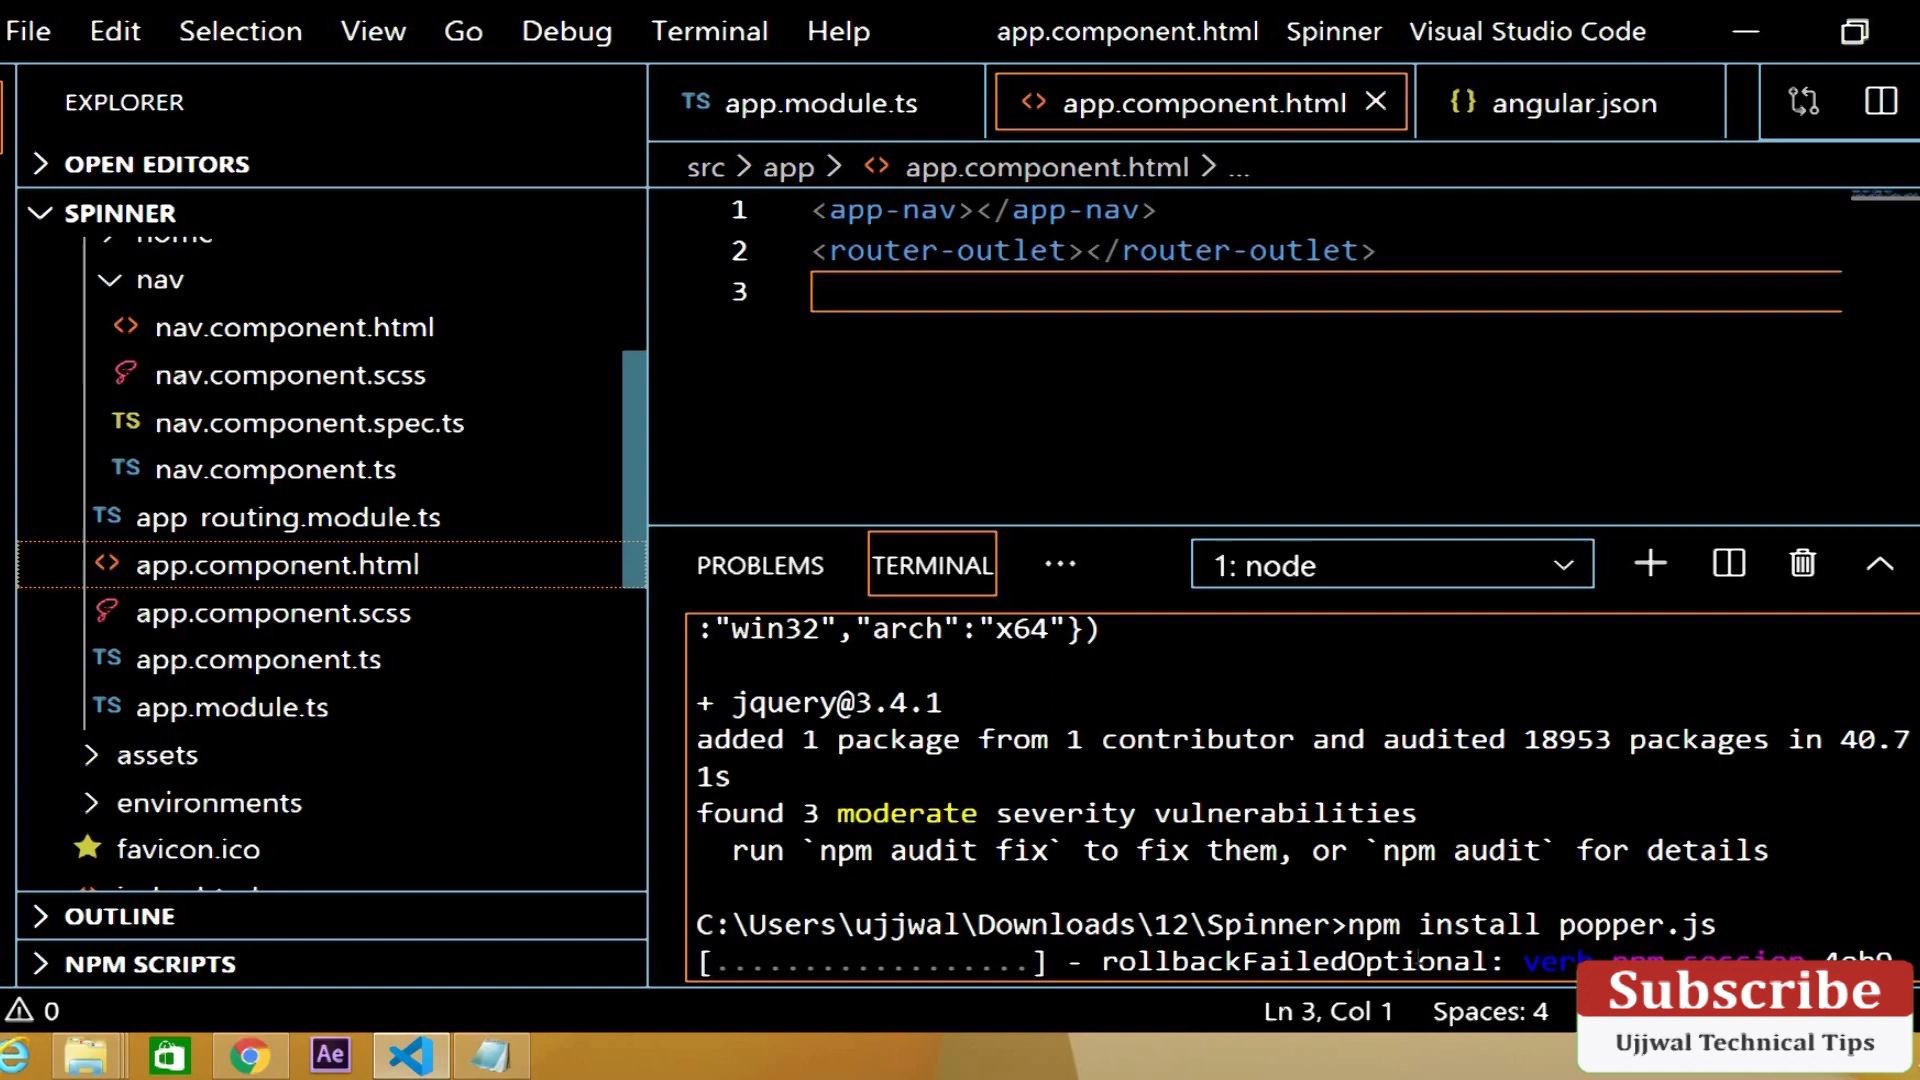 File Edit Selection View Go Debug Terminal Help app.component.html Spinner Visual Studio Code
EXPLORER
OPEN EDITORS
SPINNER
home
nav
nav.component.html
nav.component.scss
TS nav.component.spec.ts
TS nav.component.ts
TS app routing.module.ts
app.component.html
app.component.scss
TS app.component.ts
TS app.module.ts
assets
environments
favicon.ico
OUTLINE
NPM SCRIPTS
TS app.module.ts
<> app.component.html
{} angular.json
src > app > <> app.component.html > ...
1 <app-nav></app-nav>
2 <router-outlet></router-outlet>
3
PROBLEMS TERMINAL ... 1: node
:"win32","arch":"x64"})
+ jquery@3.4.1
added 1 package from 1 contributor and audited 18953 packages in 40.7
1s
found 3 moderate severity vulnerabilities
run `npm audit fix` to fix them, or `npm audit` for details
C:\Users\ujjwal\Downloads\12\Spinner>npm install popper.js
[..................] - rollbackFailedOptional: verb npm session
0
Ln 3, Col 1 Spaces: 4
Subscribe
Ujjwal Technical Tips
Ae